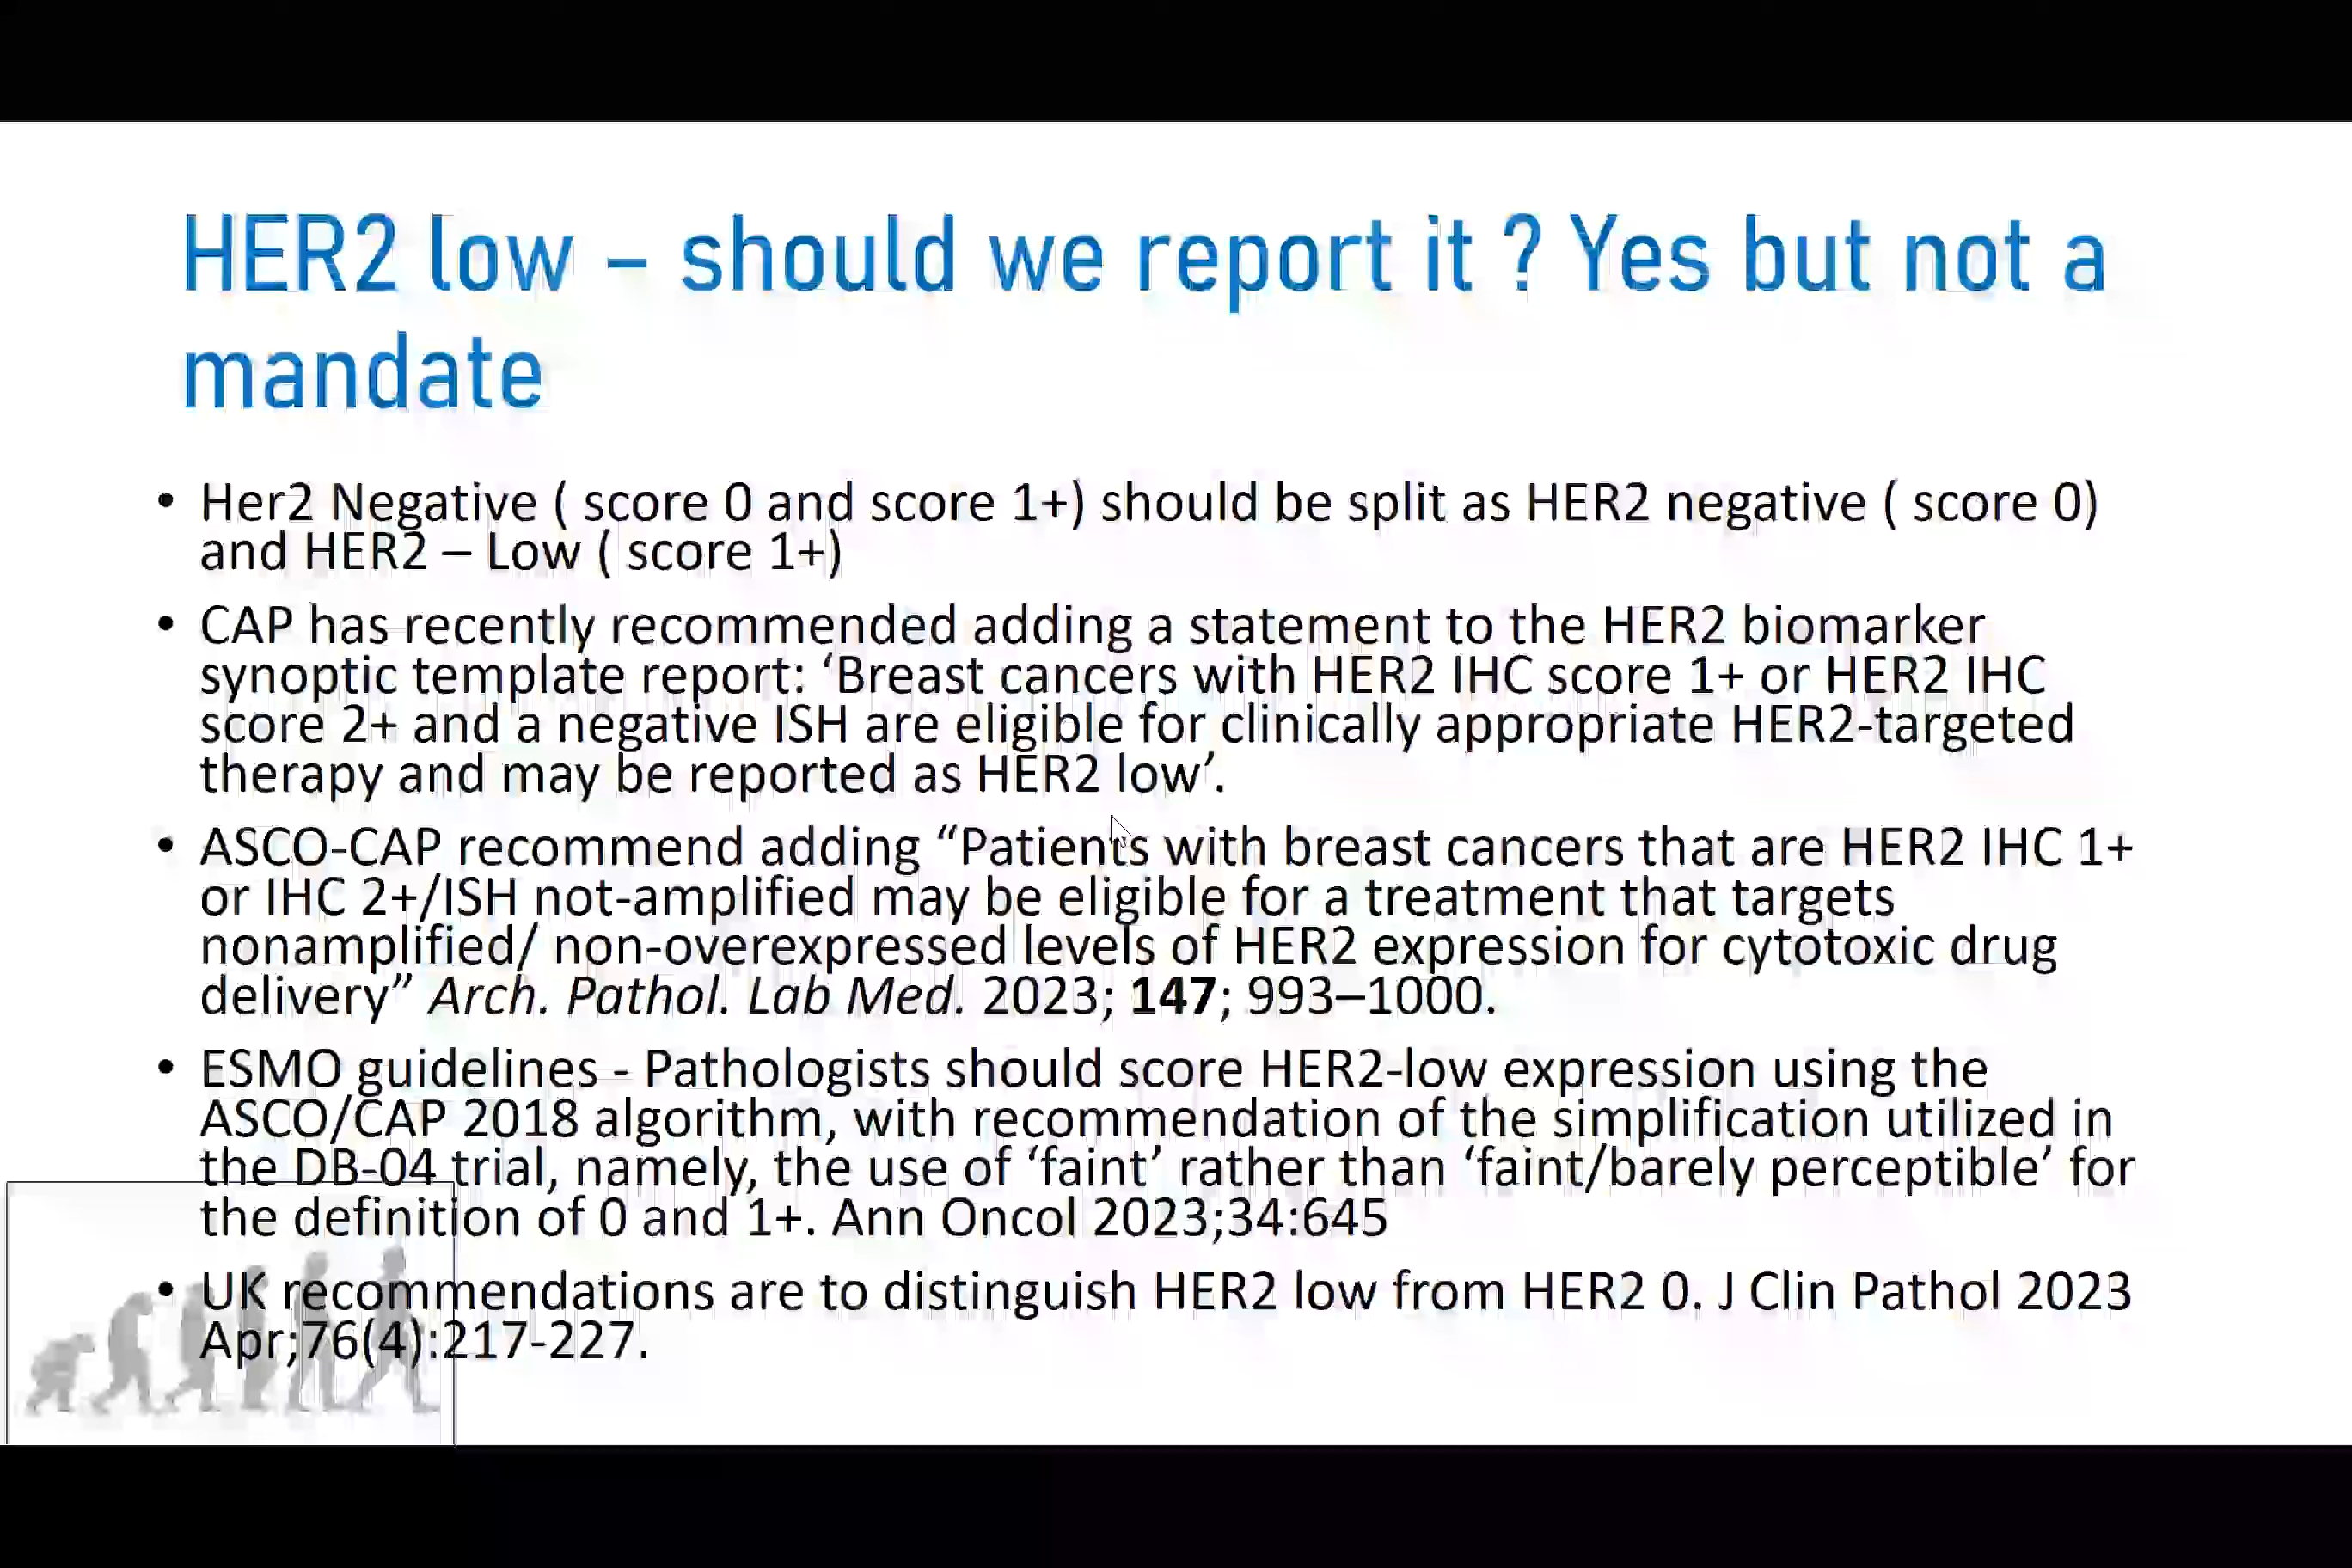 HER2 low – should we report it ? Yes but not a
mandate
• Her2 Negative ( score 0 and score 1+) should be split as HER2 negative ( score 0)
and HER2 – Low ( score 1+)
• CAP has recently recommended adding a statement to the HER2 biomarker
synoptic template report: ‘Breast cancers with HER2 IHC score 1+ or HER2 IHC
score 2+ and a negative ISH are eligible for clinically appropriate HER2-targeted
therapy and may be reported as HER2 low’.
• ASCO-CAP recommend adding “Patients with breast cancers that are HER2 IHC 1+
or IHC 2+/ISH not-amplified may be eligible for a treatment that targets
nonamplified/ non-overexpressed levels of HER2 expression for cytotoxic drug
delivery” Arch. Pathol. Lab Med. 2023; 147; 993–1000.
• ESMO guidelines - Pathologists should score HER2-low expression using the
ASCO/CAP 2018 algorithm, with recommendation of the simplification utilized in
the DB-04 trial, namely, the use of ‘faint’ rather than ‘faint/barely perceptible’ for
the definition of 0 and 1+. Ann Oncol 2023;34:645
• UK recommendations are to distinguish HER2 low from HER2 0. J Clin Pathol 2023
Apr;76(4):217-227.